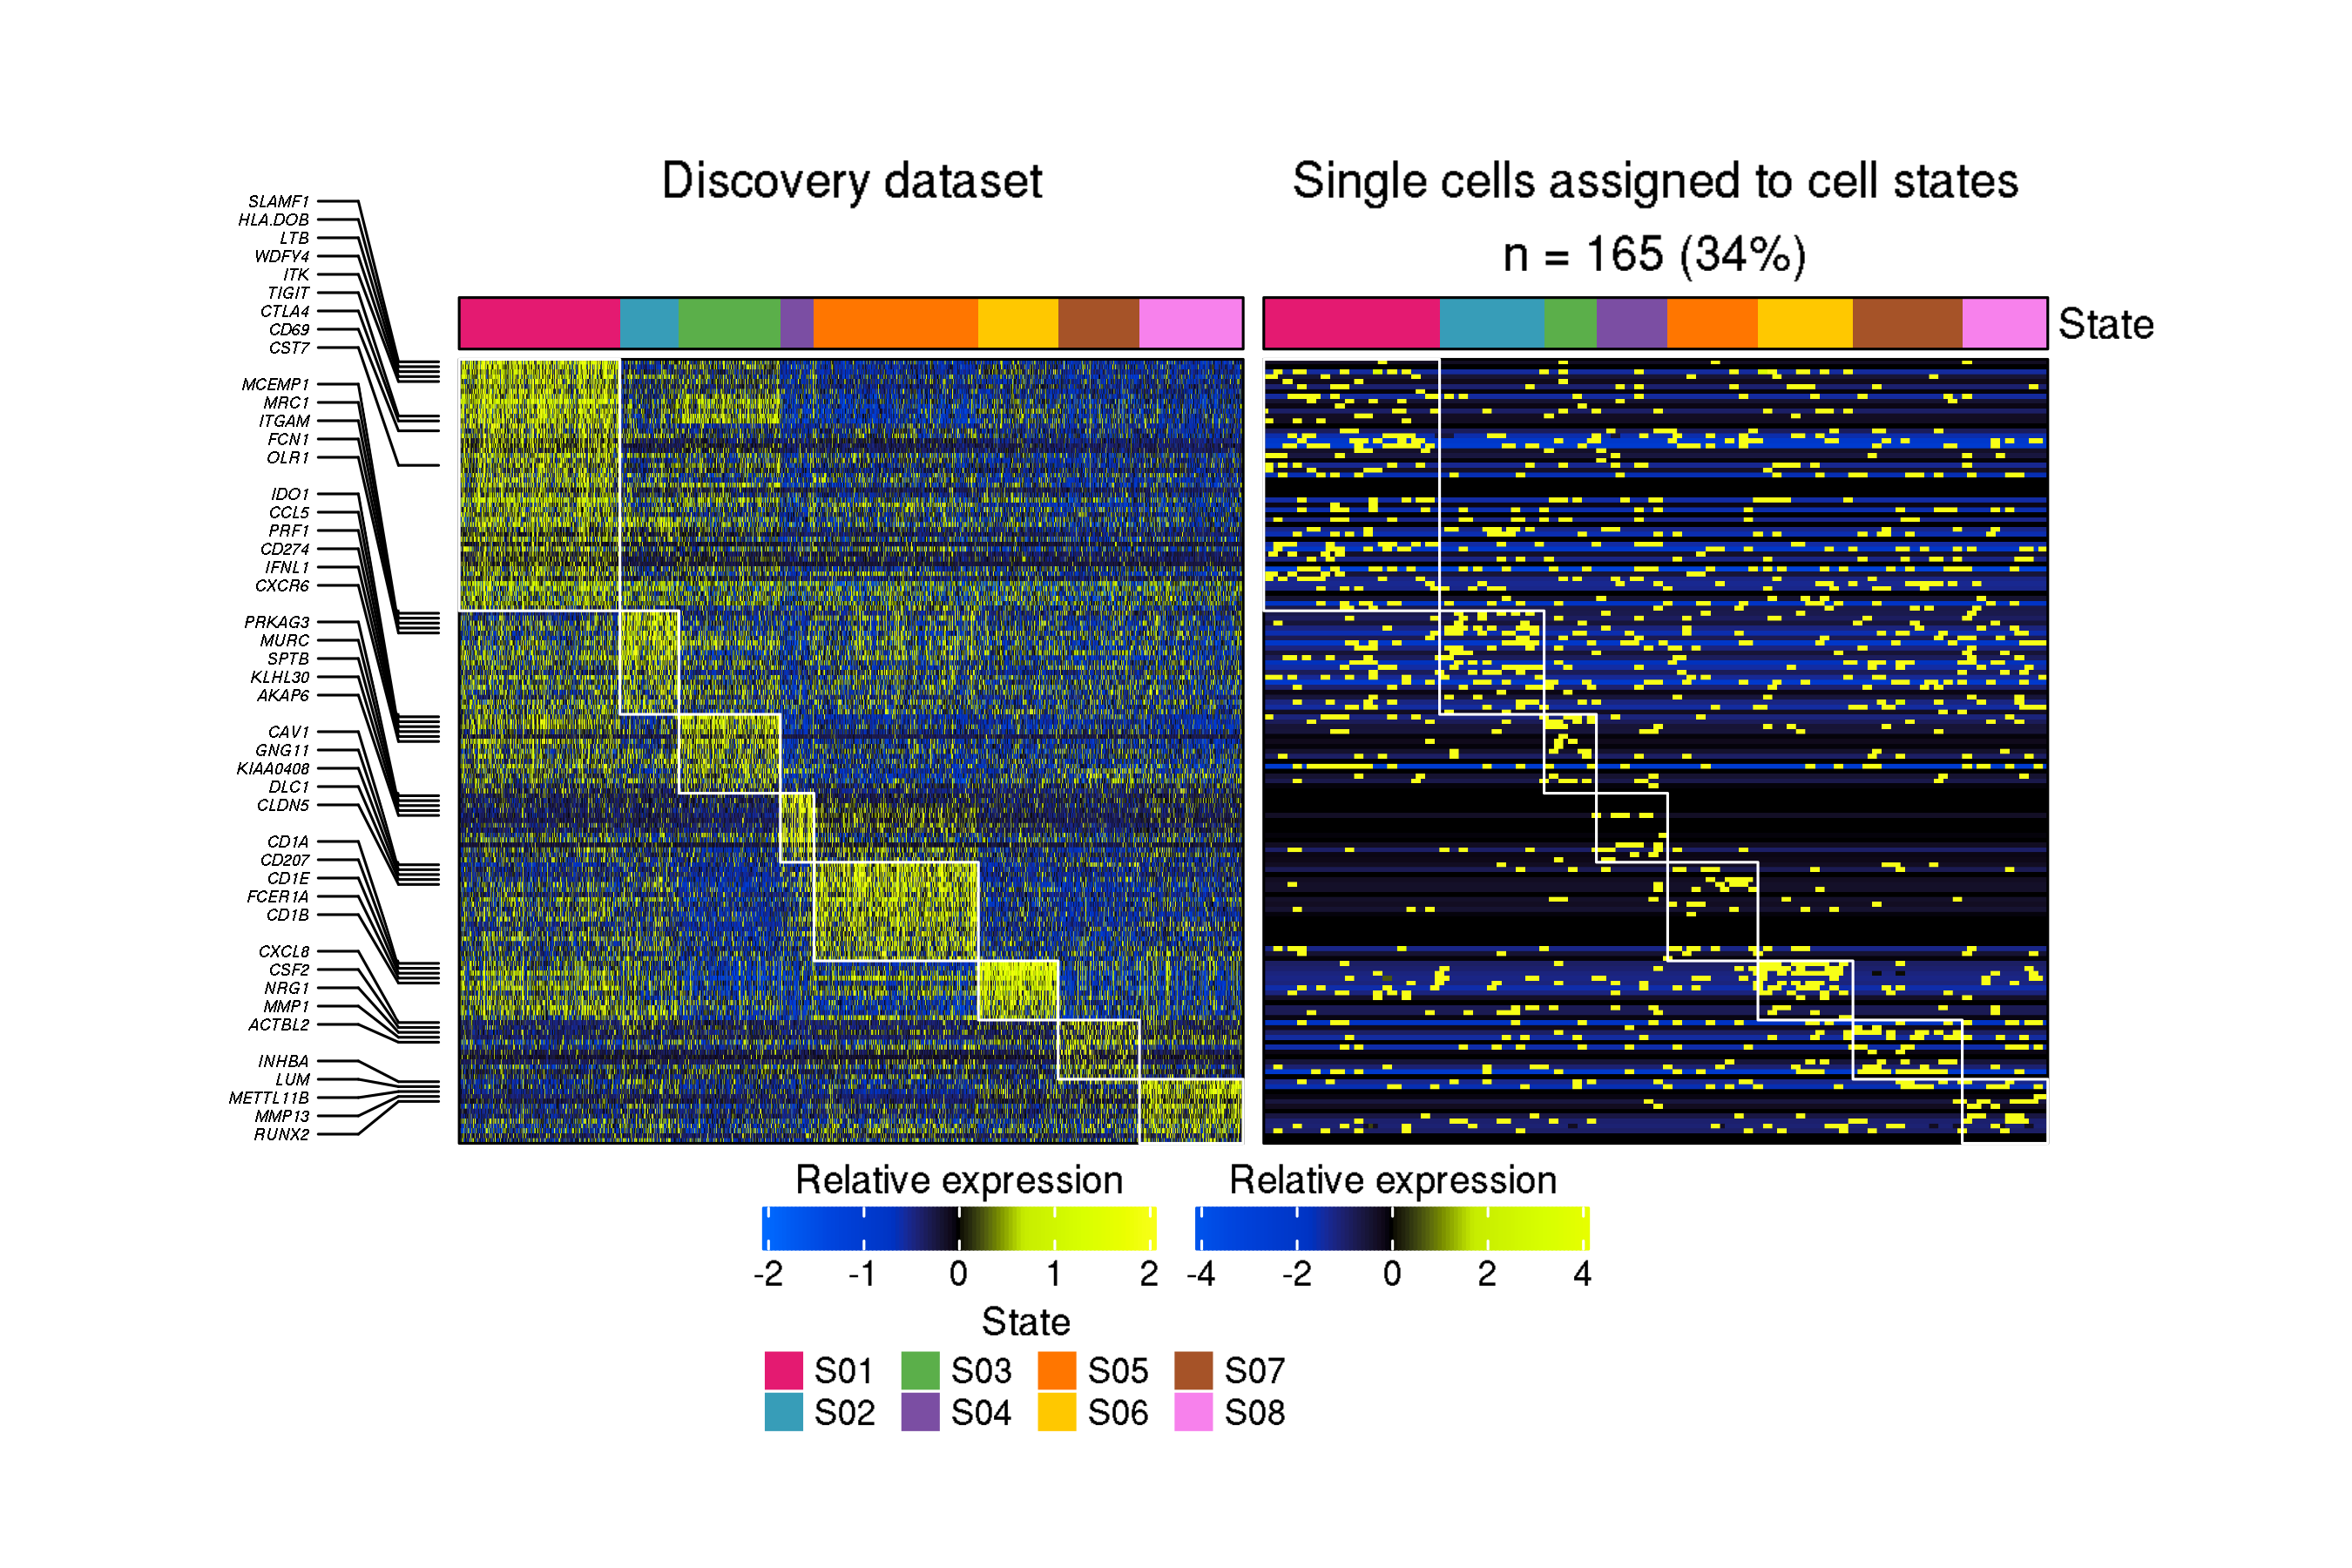 Discovery dataset
Single cells assigned to cell states
n = 165 (34%)
State
SLAMF1
HLA.DOB
LTB
WDFY4
ITK
TIGIT
CTLA4
CD69
CST7
MCEMP1
MRC1
ITGAM
FCN1
OLR1
IDO1
CCL5
PRF1
CD274
IFNL1
CXCR6
PRKAG3
MURC
SPTB
KLHL30
AKAP6
CAV1
GNG11
KIAA0408
DLC1
CLDN5
CD1A
CD207
CD1E
FCER1A
CD1B
CXCL8
CSF2
NRG1
MMP1
ACTBL2
INHBA
LUM
METTL11B
MMP13
RUNX2
Relative expression
-2 -1 0 1 2
Relative expression
-4 -2 0 2 4
State
S01 S03 S05 S07
S02 S04 S06 S08